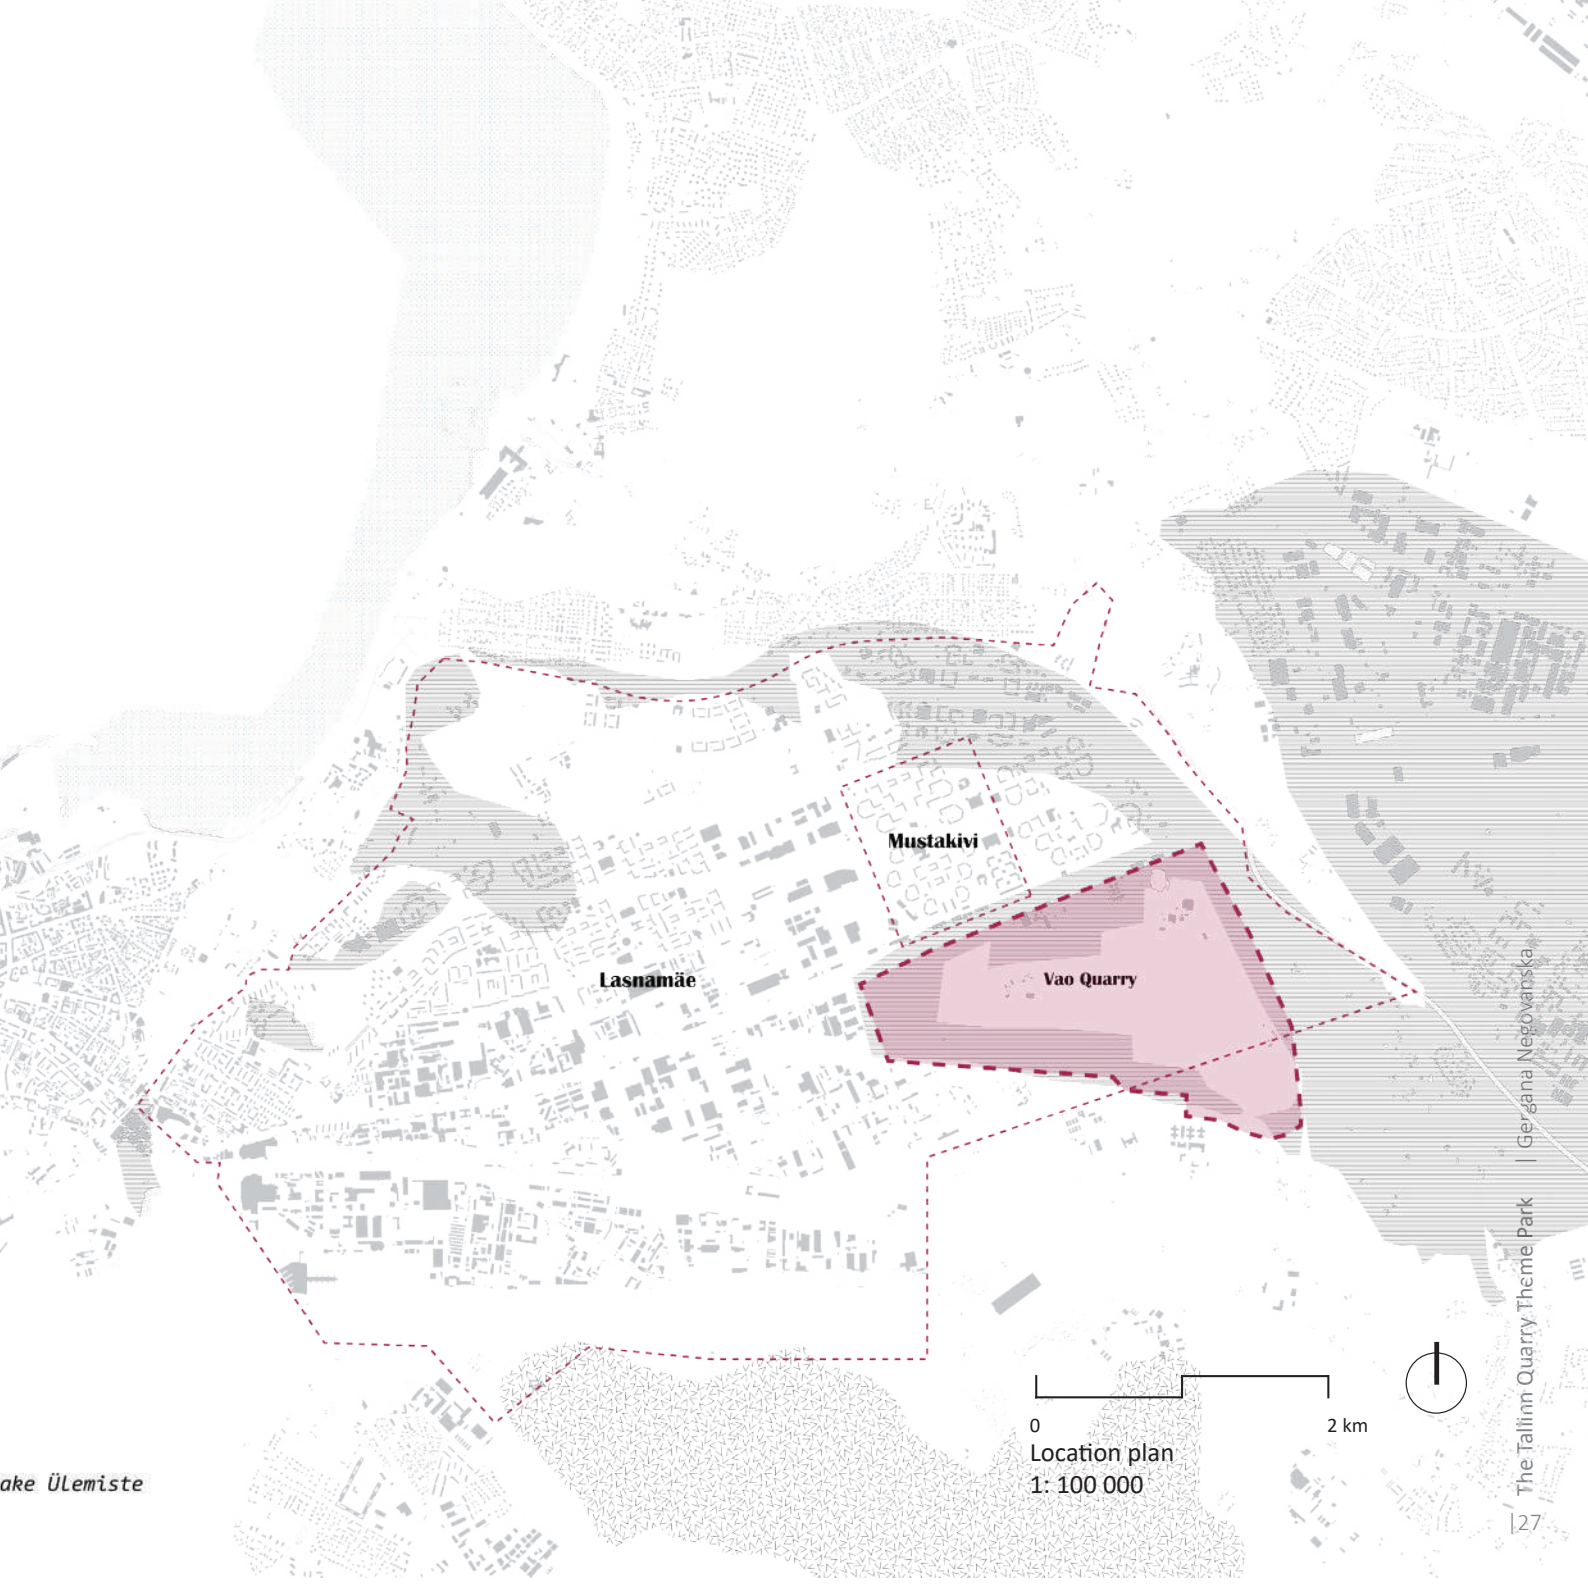 Mustakivi
Lasnamäe
Vao Quarry
ake Ülemiste
0 2 km
Location plan
1: 100 000
The Tallinn Quarry Theme Park | Gergana Negovanska
|27